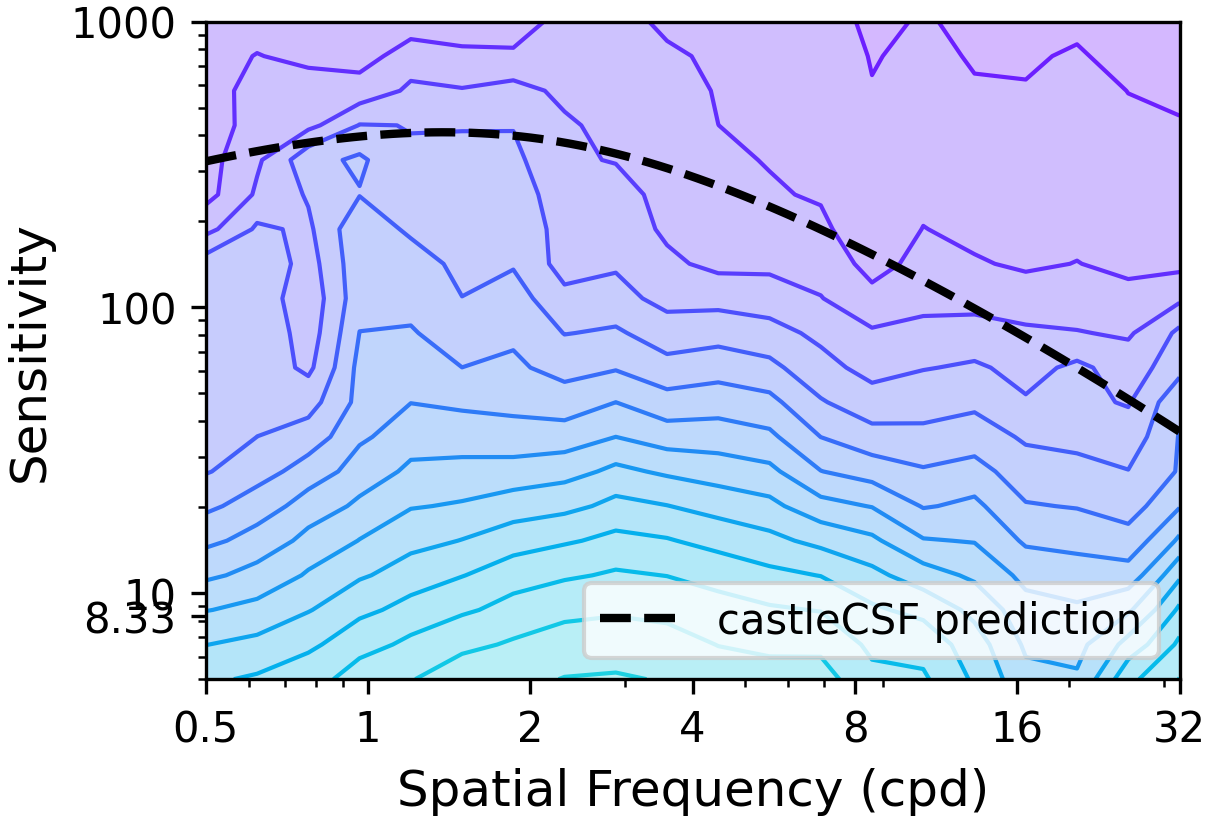 1000
100
10
8.33
Sensitivity
castleCSF prediction
0.5 1 2 4 8 16 32
Spatial Frequency (cpd)